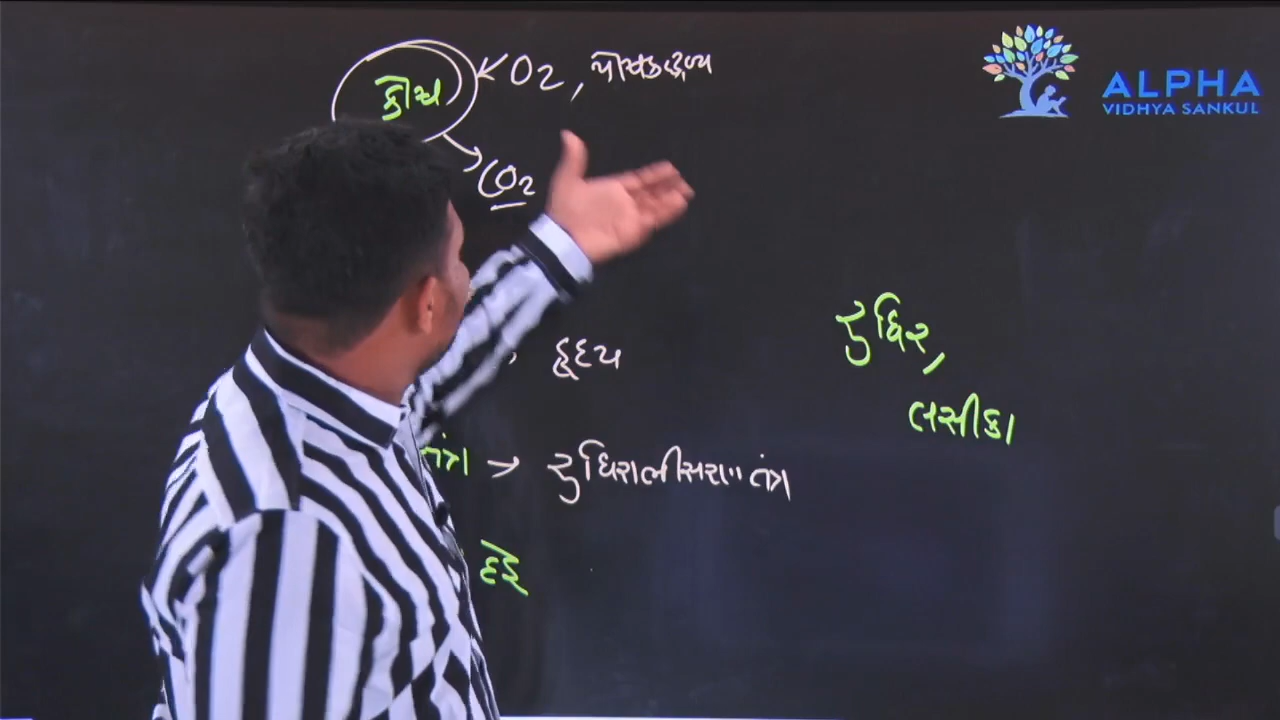 કોષ ← O2, પોષકદ્રવ્ય
→ CO2
ALPHA
VIDHYA SANKUL
હૃદય
રુધિર,
લસીકા
તંત્ર → રુધિરાભીસરણ તંત્ર